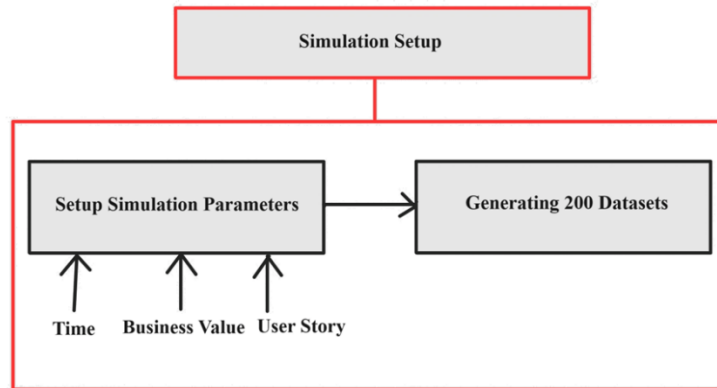 Simulation Setup
Setup Simulation Parameters
Generating 200 Datasets
Time
Business Value
User Story